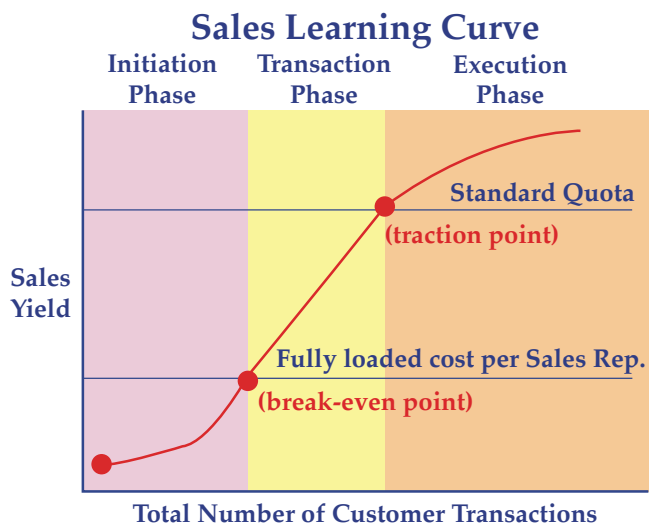 Sales Learning Curve
Initiation
Phase
Transaction
Phase
Execution
Phase
Standard Quota
(traction point)
Sales
Yield
Fully loaded cost per Sales Rep.
(break-even point)
Total Number of Customer Transactions